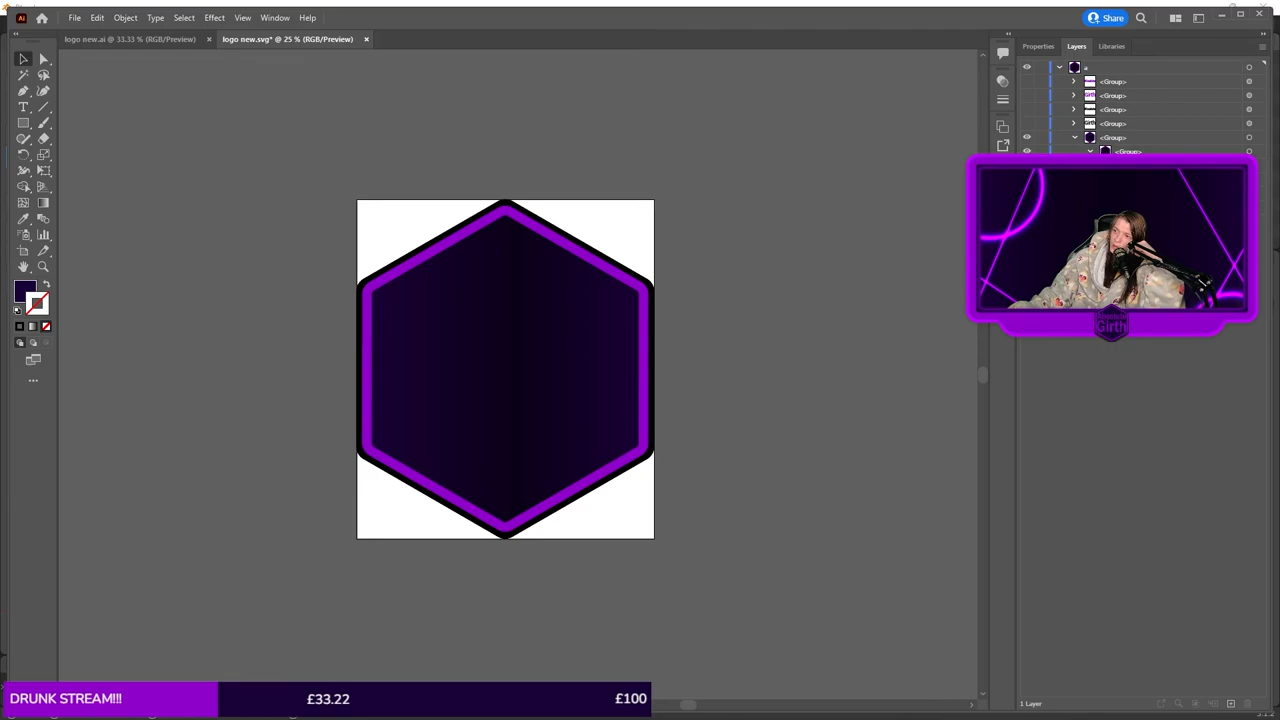 Ai File Edit Object Type Select Effect View Window Help Share
logo new.ai @ 33.33 % (RGB/Preview) × logo new.svg* @ 25 % (RGB/Preview) ×
Properties Layers Libraries
a
<Group>
<Group>
<Group>
<Group>
<Group>
<Group>
Girth
DRUNK STREAM!!! £33.22 £100
1 Layer